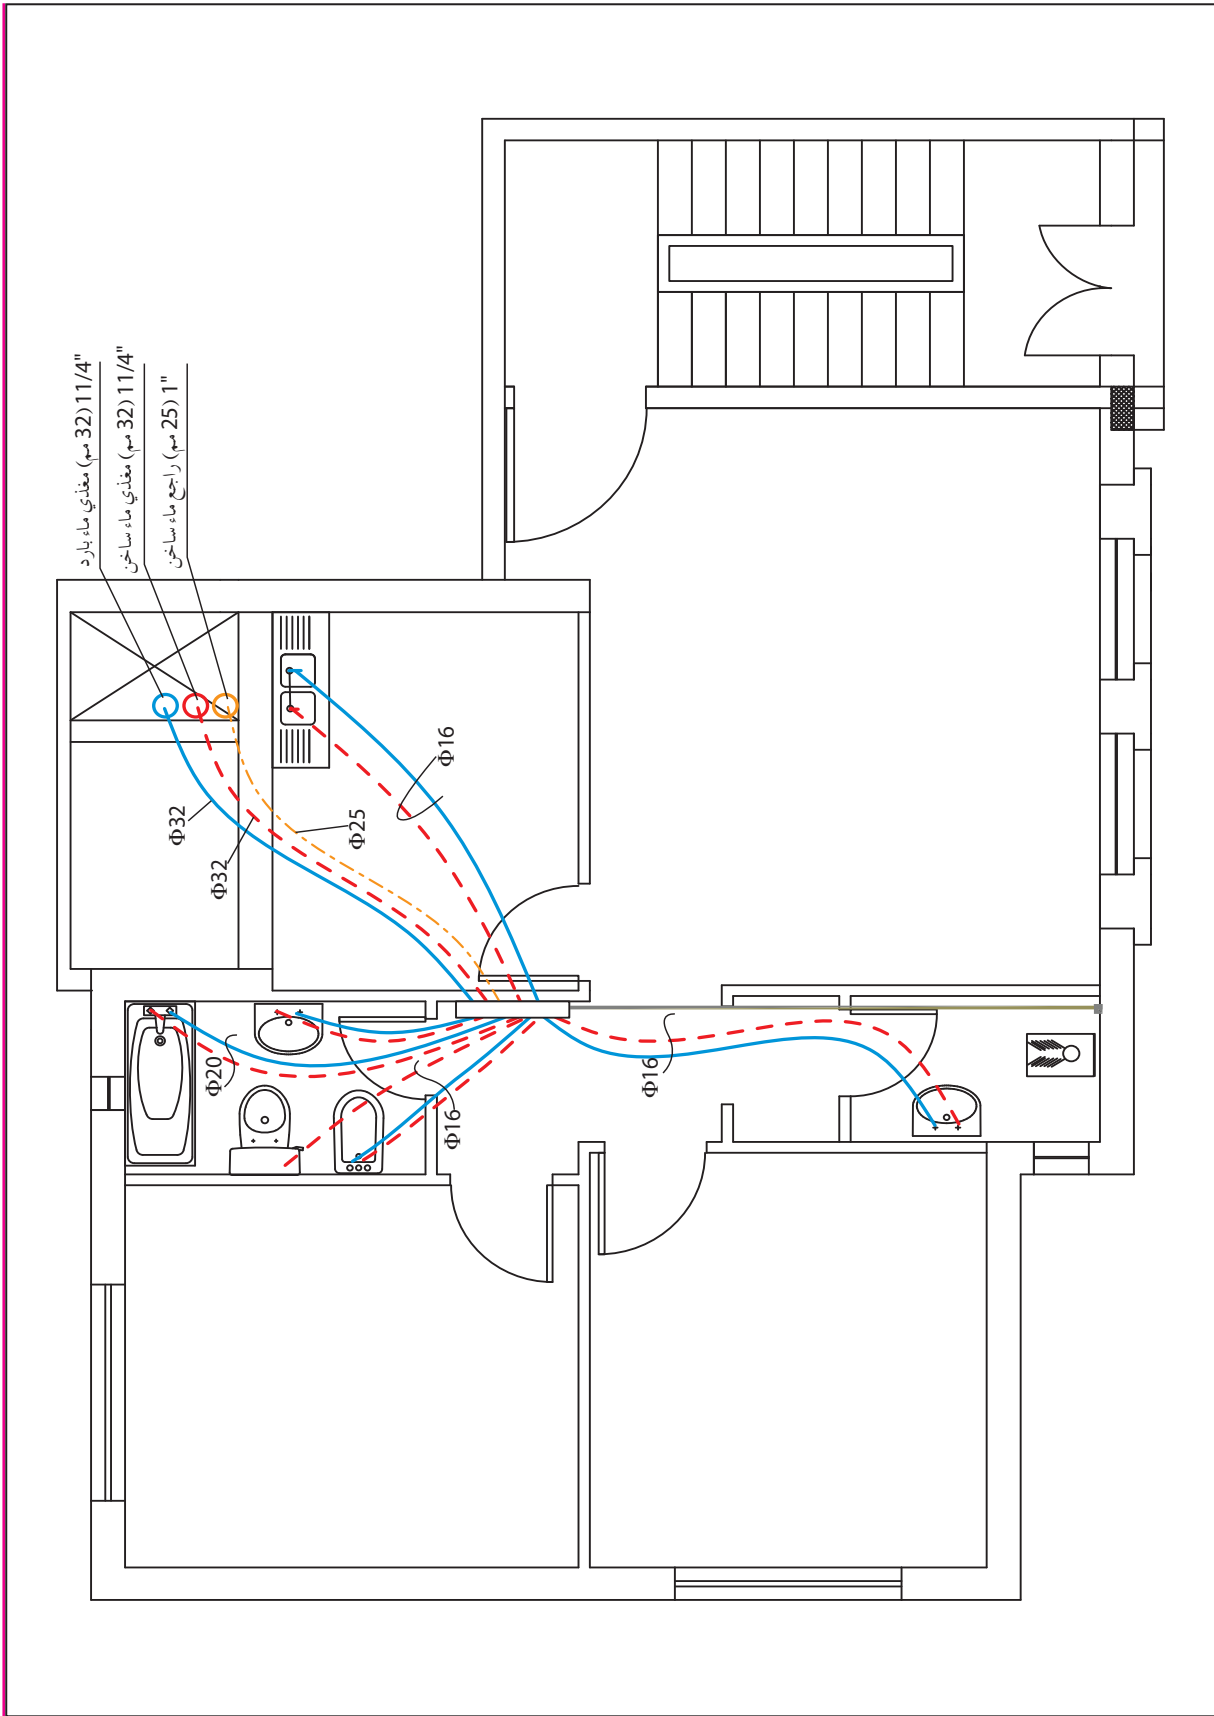 11/4" (32 مم) مغذي ماء بارد
11/4" (32 مم) مغذي ماء ساخن
1" (25 مم) راجع ماء ساخن
Φ32
Φ32
Φ25
Φ16
Φ20
Φ16
Φ16